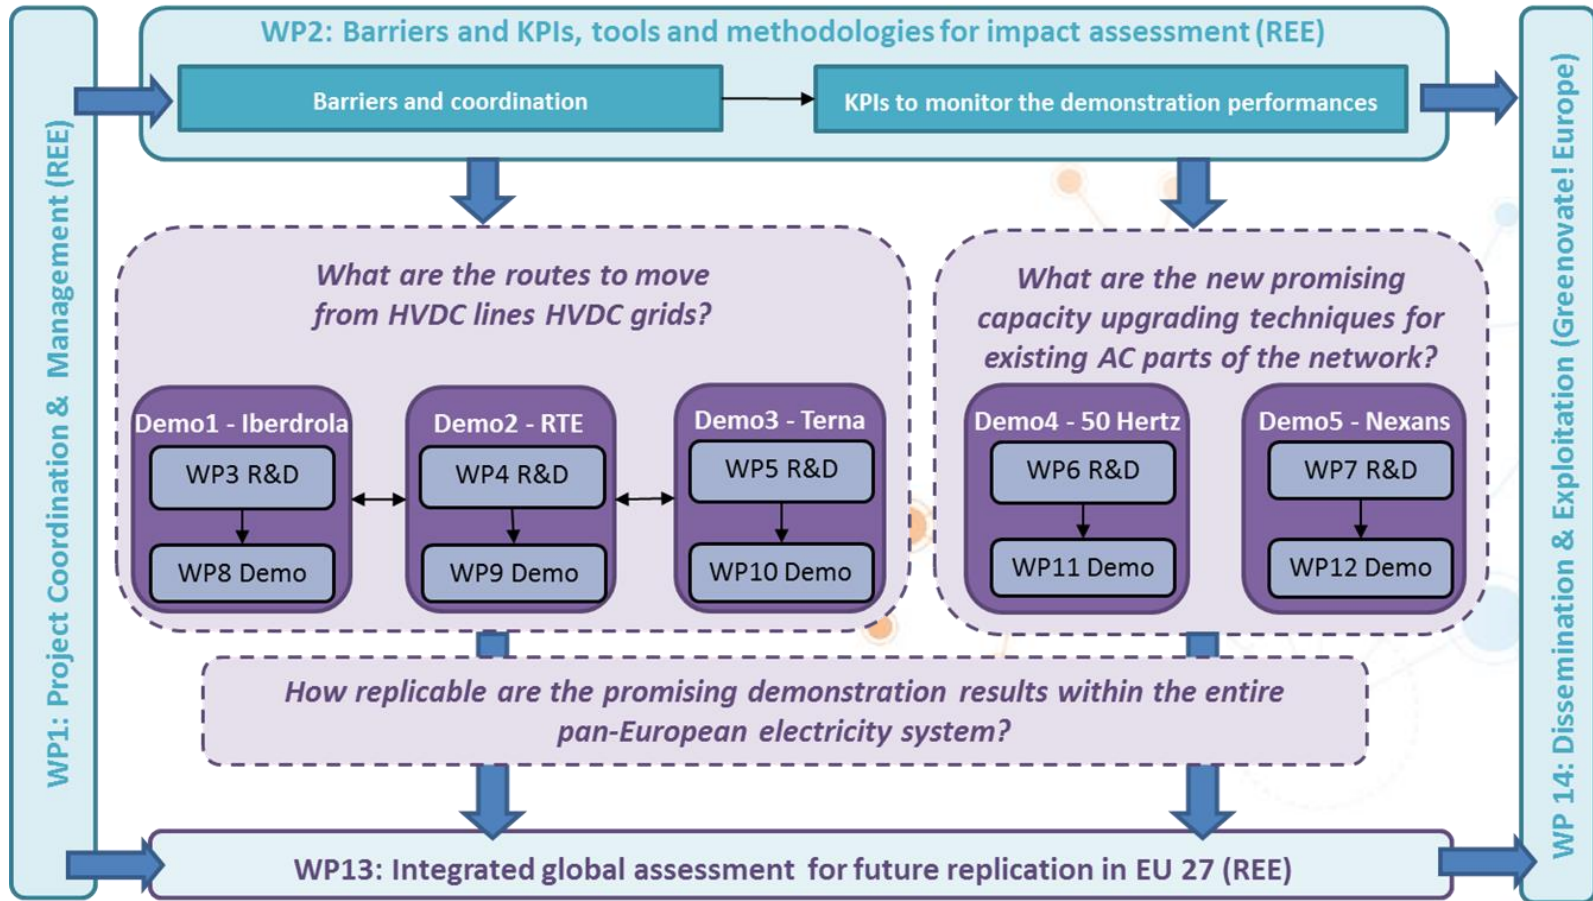 WP1: Project Coordination & Management (REE)
WP2: Barriers and KPIs, tools and methodologies for impact assessment (REE)
Barriers and coordination
KPIs to monitor the demonstration performances
What are the routes to move
from HVDC lines HVDC grids?
Demo1 - Iberdrola
WP3 R&D
WP8 Demo
Demo2 - RTE
WP4 R&D
WP9 Demo
Demo3 - Terna
WP5 R&D
WP10 Demo
What are the new promising
capacity upgrading techniques for
existing AC parts of the network?
Demo4 - 50 Hertz
WP6 R&D
WP11 Demo
Demo5 - Nexans
WP7 R&D
WP12 Demo
How replicable are the promising demonstration results within the entire
pan-European electricity system?
WP13: Integrated global assessment for future replication in EU 27 (REE)
WP 14: Dissemination & Exploitation (Greenovate! Europe)